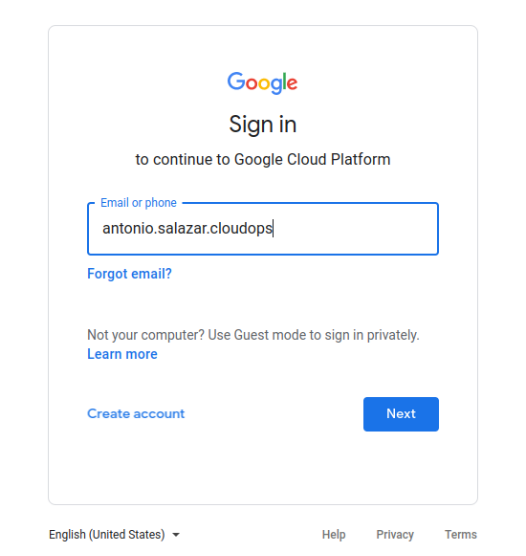 Google
Sign in
to continue to Google Cloud Platform
Email or phone
antonio.salazar.cloudops
Forgot email?
Not your computer? Use Guest mode to sign in privately.
Learn more
Create account
Next
English (United States)
Help
Privacy
Terms